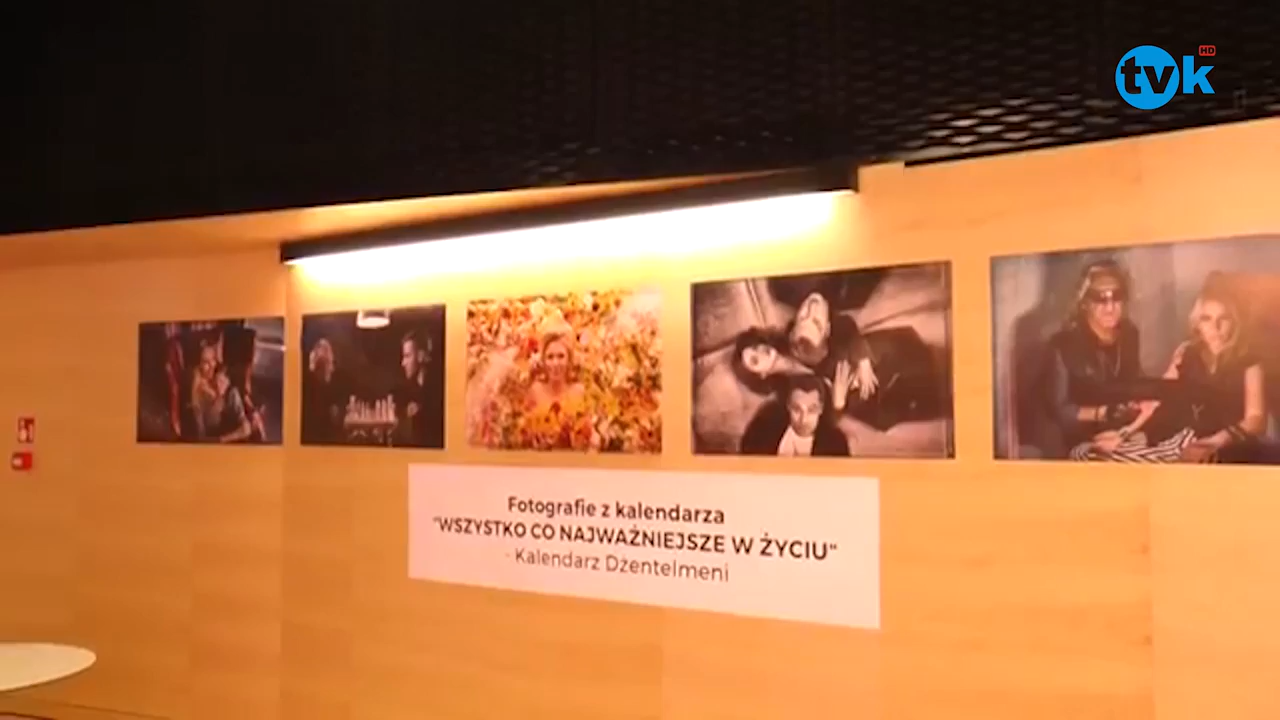 tvk HD
Fotografie z kalendarza
"WSZYSTKO CO NAJWAŻNIEJSZE W ŻYCIU"
- Kalendarz Dżentelmeni